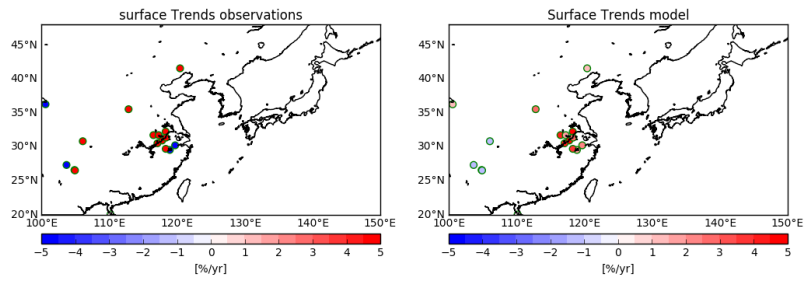 surface Trends observations
45°N
40°N
35°N
30°N
25°N
20°N
100°E 110°E 120°E 130°E 140°E 150°E
−5 −4 −3 −2 −1 0 1 2 3 4 5
[%/yr]
Surface Trends model
45°N
40°N
35°N
30°N
25°N
20°N
100°E 110°E 120°E 130°E 140°E 150°E
−5 −4 −3 −2 −1 0 1 2 3 4 5
[%/yr]